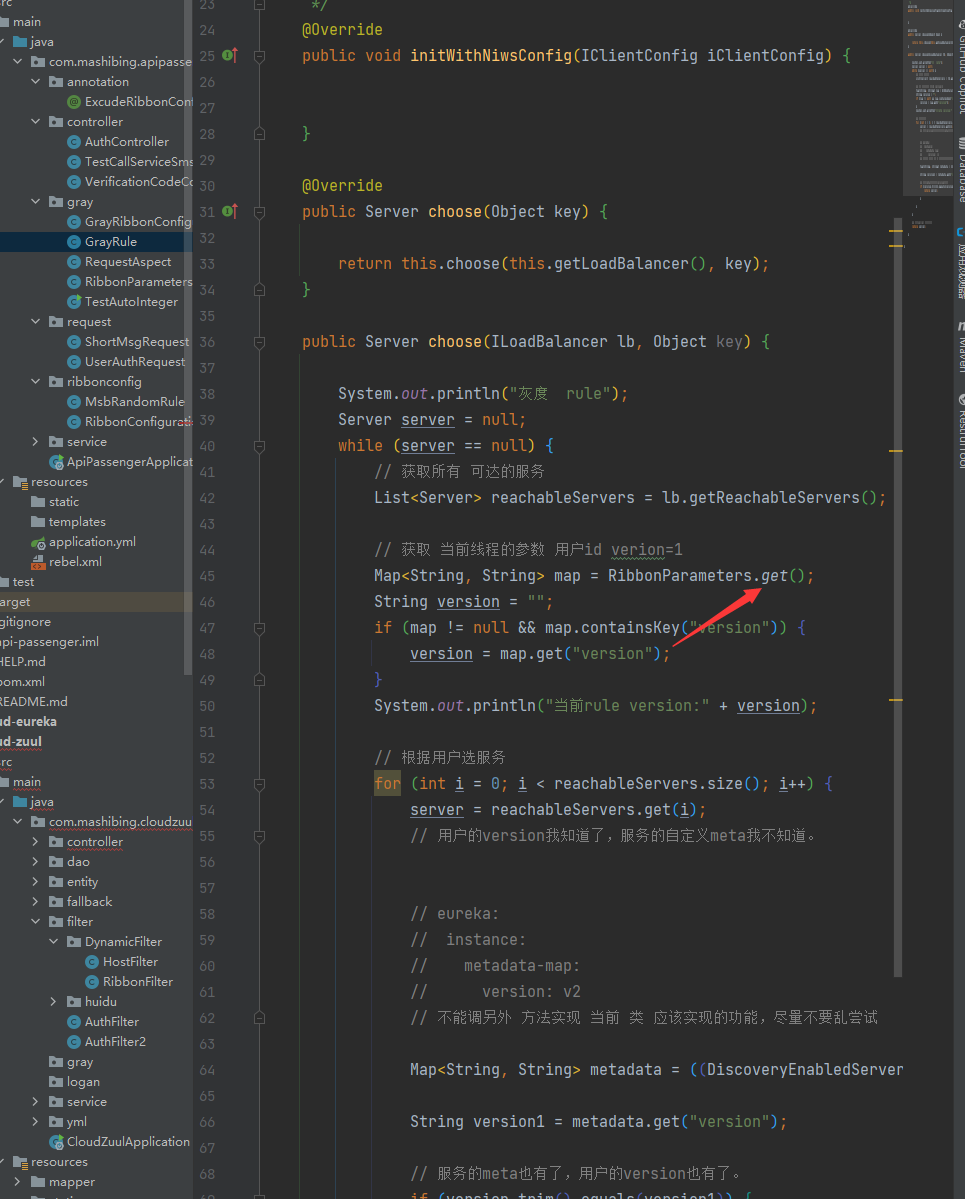 rc
main
java
com.mashibing.apipasse
annotation
ExcudeRibbonConf
controller
AuthController
TestCallServiceSms
VerificationCodeCo
gray
GrayRibbonConfig
GrayRule
RequestAspect
RibbonParameters
TestAutoInteger
request
ShortMsgRequest
UserAuthRequest
ribbonconfig
MsbRandomRule
RibbonConfigurati
service
ApiPassengerApplicat
resources
static
templates
application.yml
rebel.xml
test
arget
gitignore
api-passenger.iml
HELP.md
pom.xml
README.md
ud-eureka
ud-zuul
rc
main
java
com.mashibing.cloudzuu
controller
dao
entity
fallback
filter
DynamicFilter
HostFilter
RibbonFilter
huidu
AuthFilter
AuthFilter2
gray
logan
service
yml
CloudZuulApplication
resources
mapper
23 */
24 @Override
25 public void initWithNiwsConfig(IClientConfig iClientConfig) {
26
27
28 }
29
30 @Override
31 public Server choose(Object key) {
32
33 return this.choose(this.getLoadBalancer(), key);
34 }
35
36 public Server choose(ILoadBalancer lb, Object key) {
37
38 System.out.println("灰度  rule");
39 Server server = null;
40 while (server == null) {
41 // 获取所有 可达的服务
42 List<Server> reachableServers = lb.getReachableServers();
43
44 // 获取 当前线程的参数 用户id verion=1
45 Map<String, String> map = RibbonParameters.get();
46 String version = "";
47 if (map != null && map.containsKey("version")) {
48 version = map.get("version");
49 }
50 System.out.println("当前rule version:" + version);
51
52 // 根据用户选服务
53 for (int i = 0; i < reachableServers.size(); i++) {
54 server = reachableServers.get(i);
55 // 用户的version我知道了，服务的自定义meta我不知道。
56
57
58 // eureka:
59 //  instance:
60 //    metadata-map:
61 //      version: v2
62 // 不能调另外 方法实现 当前 类 应该实现的功能，尽量不要乱尝试
63
64 Map<String, String> metadata = ((DiscoveryEnabledServer
65
66 String version1 = metadata.get("version");
67
68 // 服务的meta也有了，用户的version也有了。
69 if (version.trim().equals(version1)) {
GitHub Copilot
Database
Maven
RestfulTool